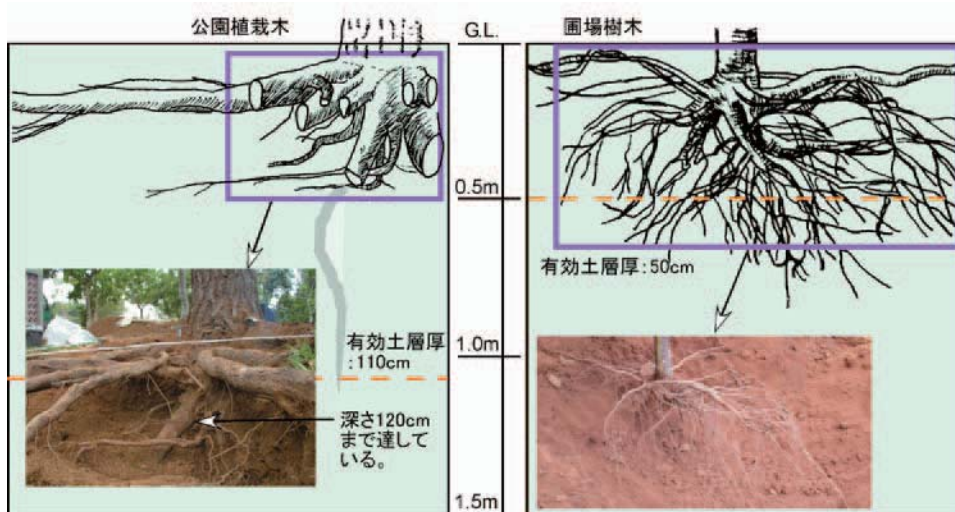 公園植栽木
G.L.
圃場樹木
0.5m
有効土層厚:50cm
有効土層厚
:110cm
1.0m
深さ120cm
まで達して
いる。
1.5m